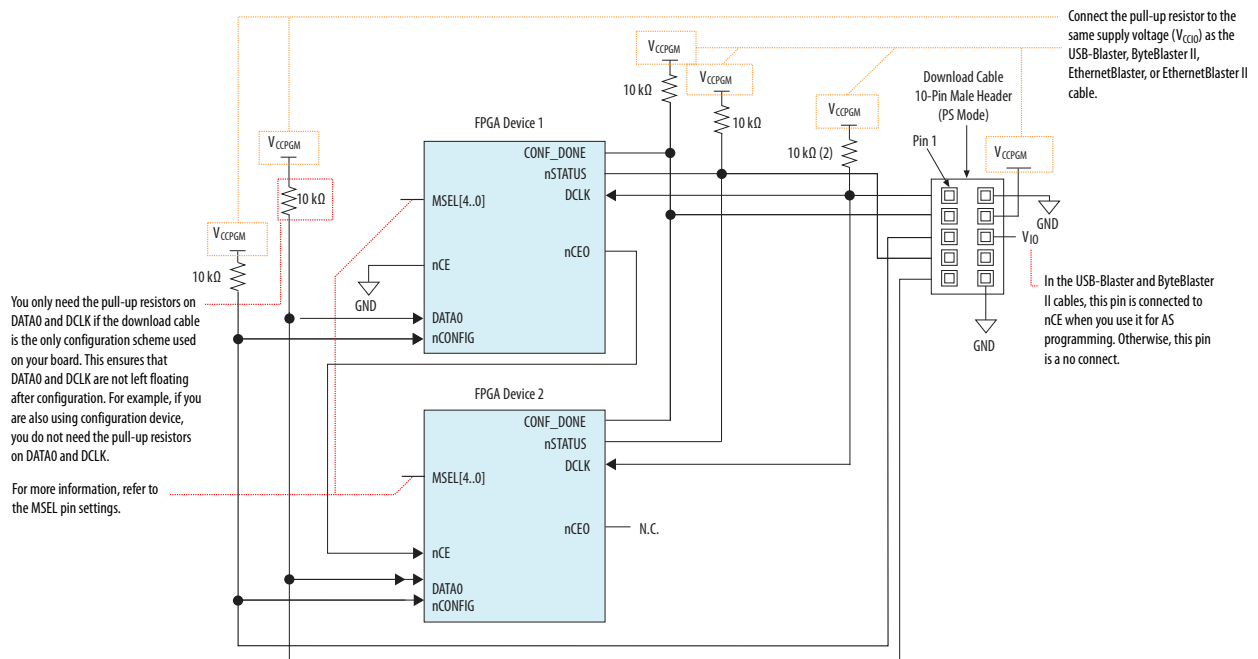 Connect the pull-up resistor to the
same supply voltage (VCCIO) as the
USB-Blaster, ByteBlaster II,
EthernetBlaster, or EthernetBlaster II
cable.
VCCPGM
10 kΩ
VCCPGM
10 kΩ
VCCPGM
10 kΩ (2)
Download Cable
10-Pin Male Header
(PS Mode)
Pin 1
VCCPGM
GND
VIO
GND
In the USB-Blaster and ByteBlaster
II cables, this pin is connected to
nCE when you use it for AS
programming. Otherwise, this pin
is a no connect.
VCCPGM
10 kΩ
VCCPGM
10 kΩ
You only need the pull-up resistors on
DATA0 and DCLK if the download cable
is the only configuration scheme used
on your board. This ensures that
DATA0 and DCLK are not left floating
after configuration. For example, if you
are also using configuration device,
you do not need the pull-up resistors
on DATA0 and DCLK.
For more information, refer to
the MSEL pin settings.
FPGA Device 1
CONF_DONE
nSTATUS
DCLK
MSEL[4..0]
nCEO
nCE
GND
DATA0
nCONFIG
FPGA Device 2
CONF_DONE
nSTATUS
DCLK
MSEL[4..0]
nCEO
N.C.
nCE
DATA0
nCONFIG